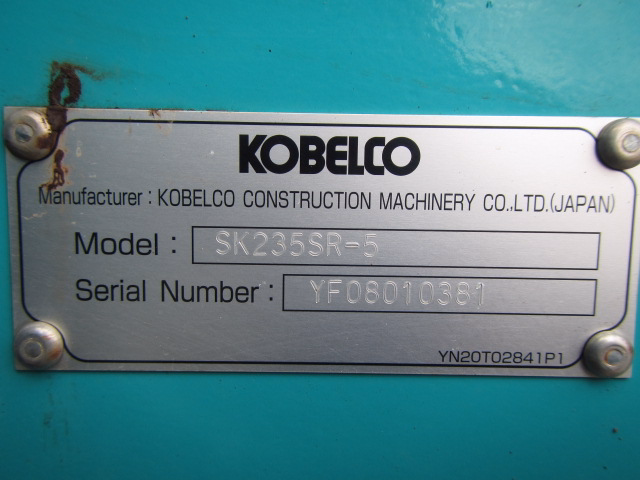 KOBELCO
Manufacturer : KOBELCO CONSTRUCTION MACHINERY CO.,LTD.(JAPAN)
Model : SK235SR-5
Serial Number : YF08010381
YN20T02841P1